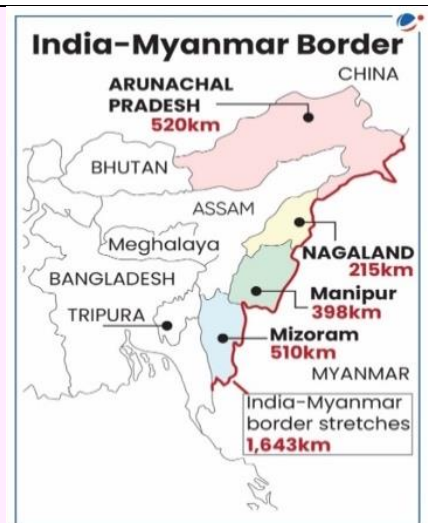 India-Myanmar Border
CHINA
ARUNACHAL
PRADESH
520km
BHUTAN
ASSAM
Meghalaya
NAGALAND
215km
BANGLADESH
Manipur
398km
TRIPURA
Mizoram
510km
MYANMAR
India-Myanmar
border stretches
1,643km